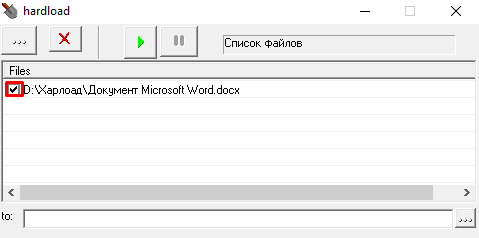 hardload
...
Список файлов
Files
D:\Харлоад\Документ Microsoft Word.docx
to:
...